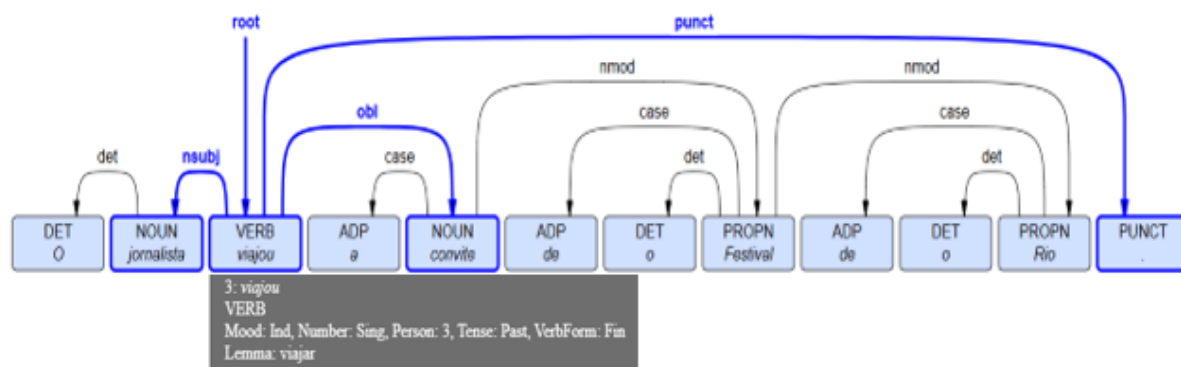 root punct
nmod nmod
obl case case
det nsubj case det det
DET NOUN VERB ADP NOUN ADP DET PROPN ADP DET PROPN PUNCT
O jornalista viajou a convite de o Festival de o Rio .
3: viajou
VERB
Mood: Ind, Number: Sing, Person: 3, Tense: Past, VerbForm: Fin
Lemma: viajar